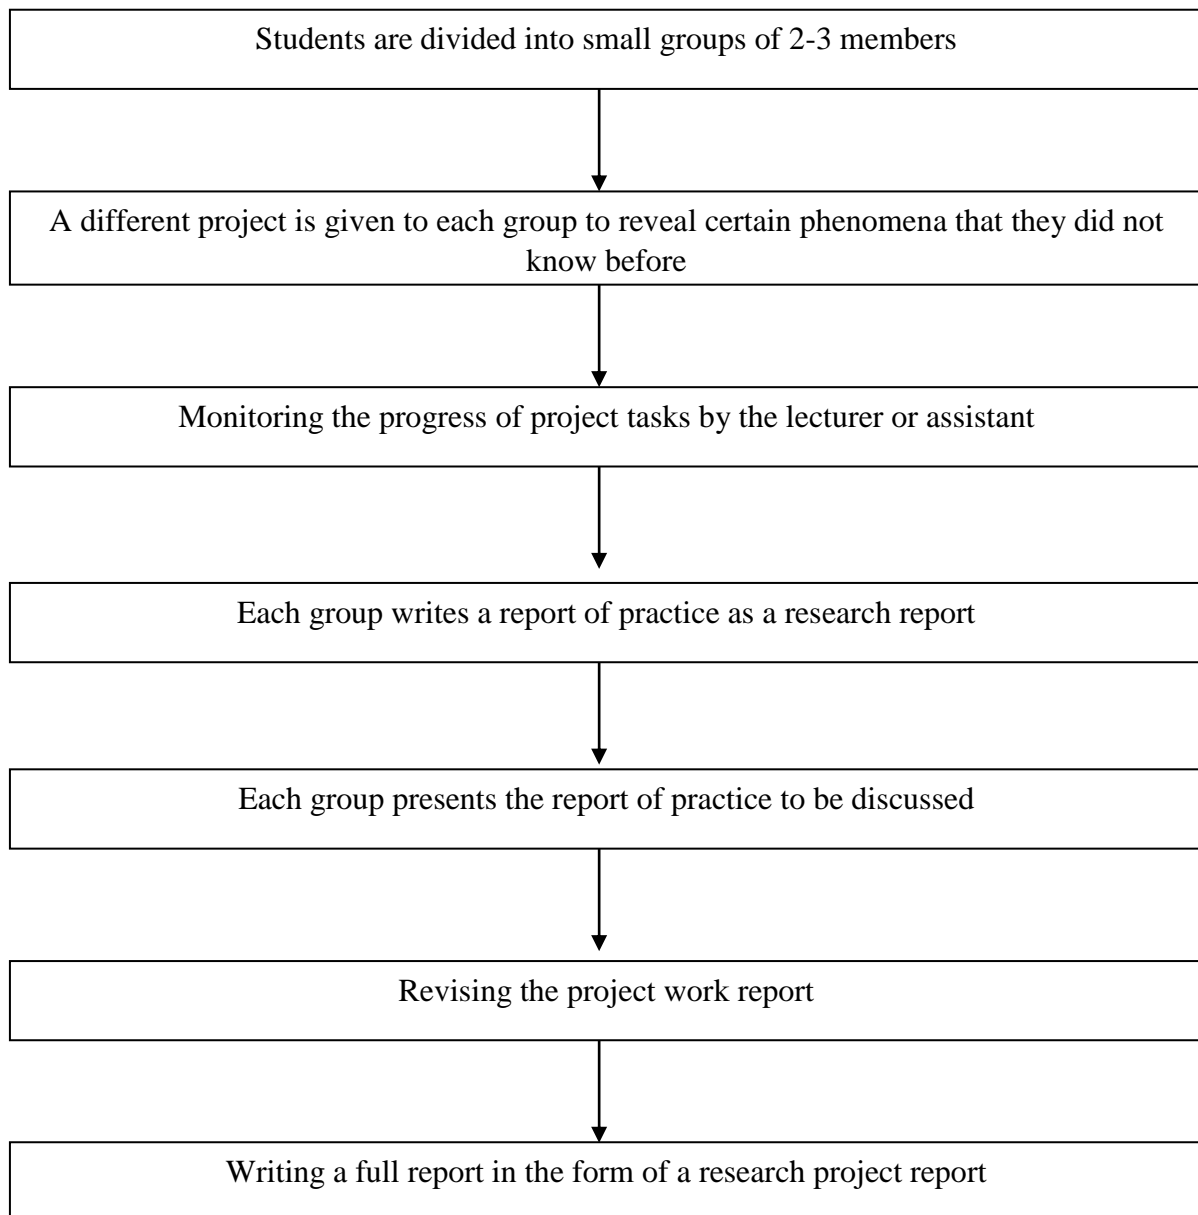 Students are divided into small groups of 2-3 members
A different project is given to each group to reveal certain phenomena that they did not
know before
Monitoring the progress of project tasks by the lecturer or assistant
Each group writes a report of practice as a research report
Each group presents the report of practice to be discussed
Revising the project work report
Writing a full report in the form of a research project report